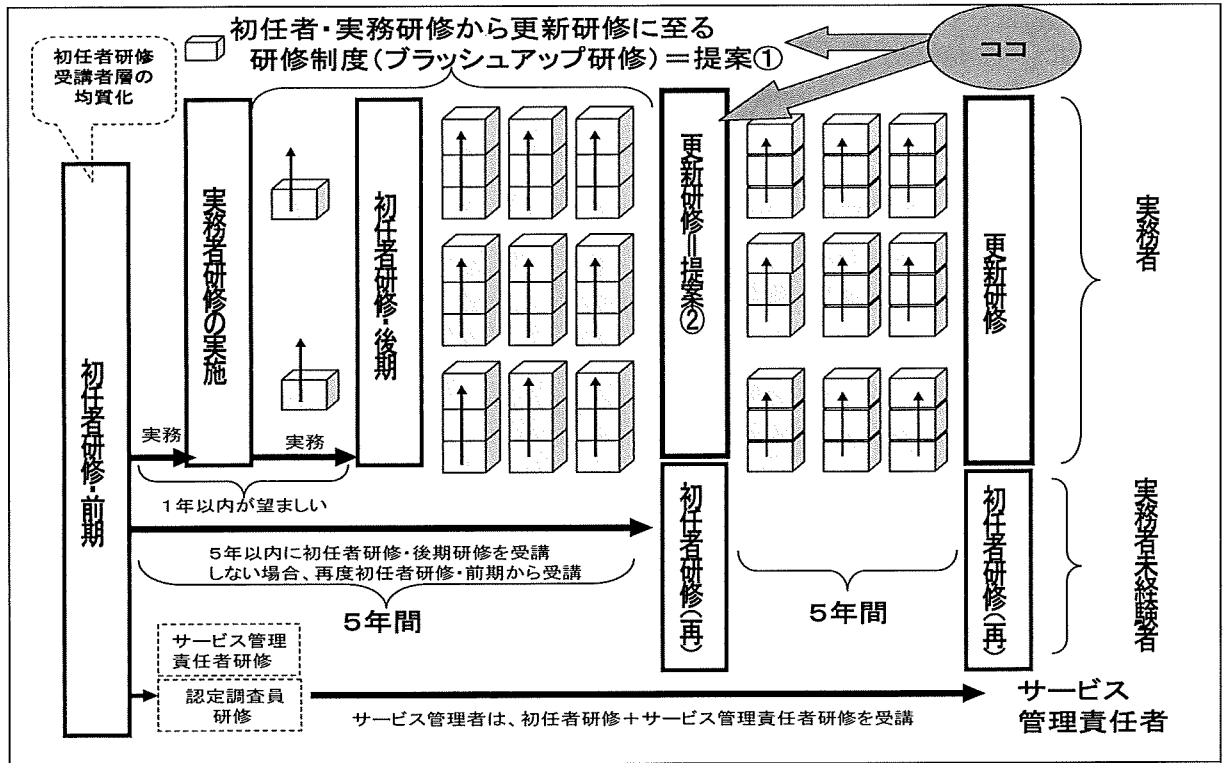 初任者・実務研修から更新研修に至る
研修制度(ブラッシュアップ研修)＝提案①
ココ
初任者研修
受講者層の
均質化
初任者研修・前期
実務者研修の実施
初任者研修・後期
更新研修＝提案②
更新研修
実務者
実務
実務
1年以内が望ましい
5年以内に初任者研修・後期研修を受講
しない場合、再度初任者研修・前期から受講
5年間
初任者研修(再)
5年間
初任者研修(再)
実務者未経験者
サービス管理
責任者研修
認定調査員
研修
サービス管理者は、初任者研修＋サービス管理責任者研修を受講
サービス
管理責任者